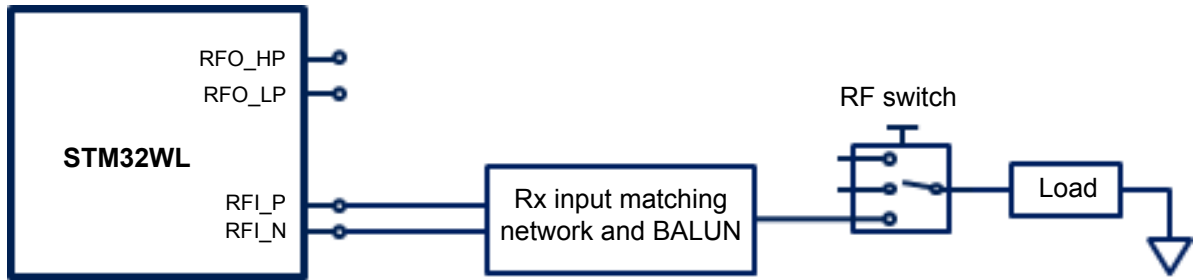 RFO_HP
RFO_LP
STM32WL
RFI_P
RFI_N
Rx input matching
network and BALUN
RF switch
Load